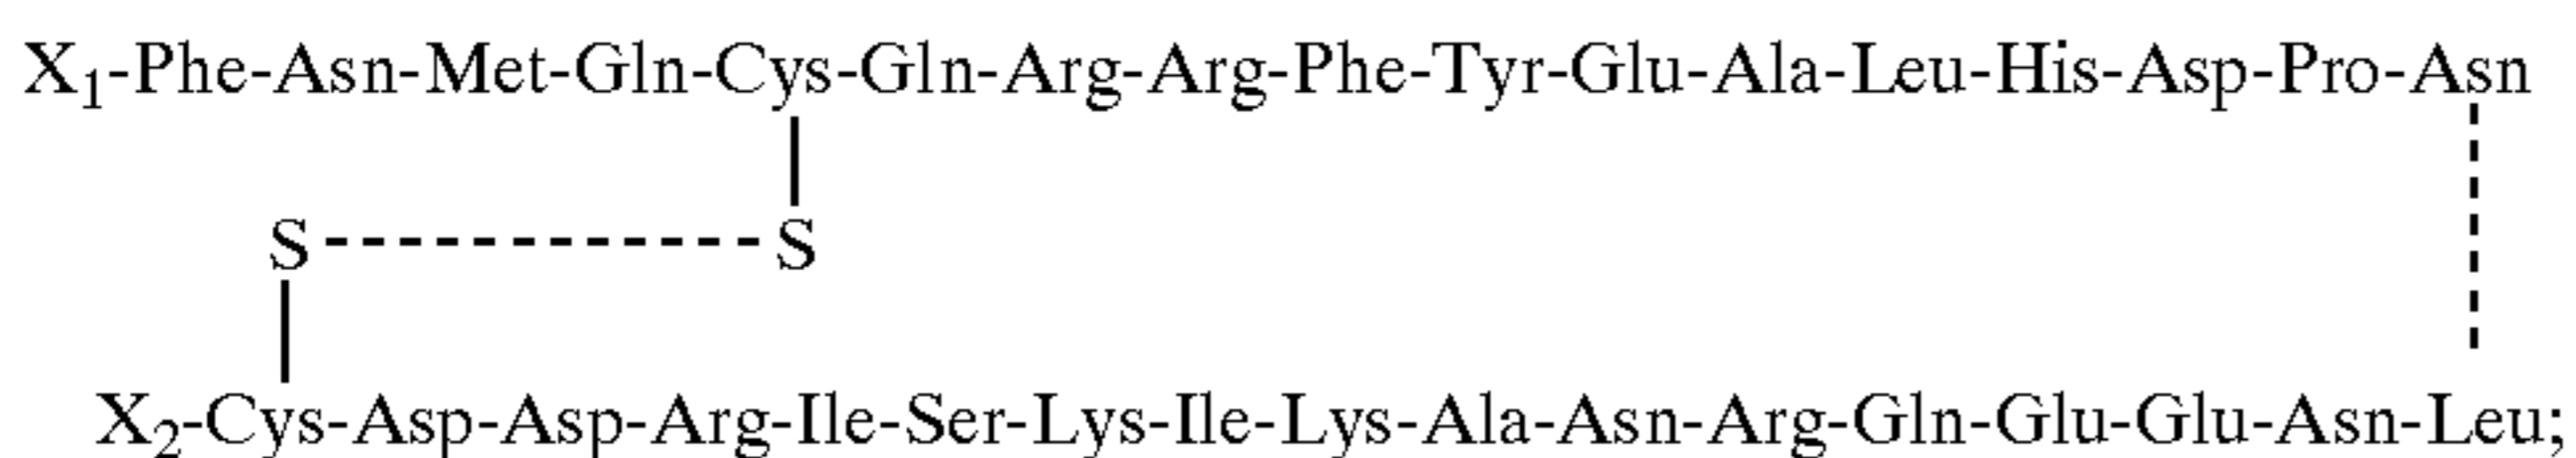 X₁-Phe-Asn-Met-Gln-Cys-Gln-Arg-Arg-Phe-Tyr-Glu-Ala-Leu-His-Asp-Pro-Asn
S S
X₂-Cys-Asp-Asp-Arg-Ile-Ser-Lys-Ile-Lys-Ala-Asn-Arg-Gln-Glu-Glu-Asn-Leu;